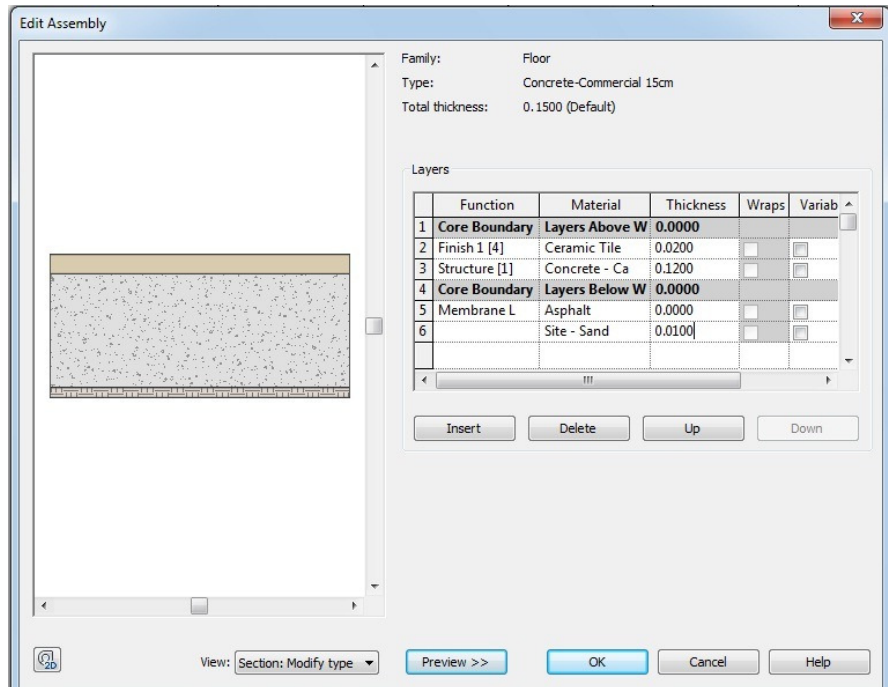 Edit Assembly
Family: Floor
Type: Concrete-Commercial 15cm
Total thickness: 0.1500 (Default)
Layers
Function Material Thickness Wraps Variab
1 Core Boundary Layers Above W 0.0000
2 Finish 1 [4] Ceramic Tile 0.0200
3 Structure [1] Concrete - Ca 0.1200
4 Core Boundary Layers Below W 0.0000
5 Membrane L Asphalt 0.0000
6 Site - Sand 0.0100
Insert Delete Up Down
2D View: Section: Modify type Preview >> OK Cancel Help